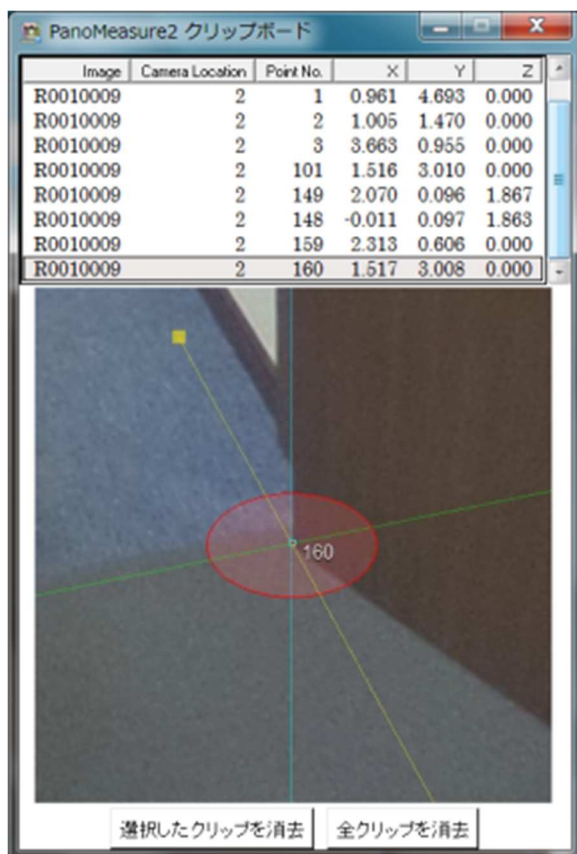 PanoMeasure2 クリップボード
Image Camera Location Point No. X Y Z
R0010009 2 1 0.961 4.693 0.000
R0010009 2 2 1.005 1.470 0.000
R0010009 2 3 3.663 0.955 0.000
R0010009 2 101 1.516 3.010 0.000
R0010009 2 149 2.070 0.096 1.867
R0010009 2 148 -0.011 0.097 1.863
R0010009 2 159 2.313 0.606 0.000
R0010009 2 160 1.517 3.008 0.000
160
選択したクリップを消去 全クリップを消去